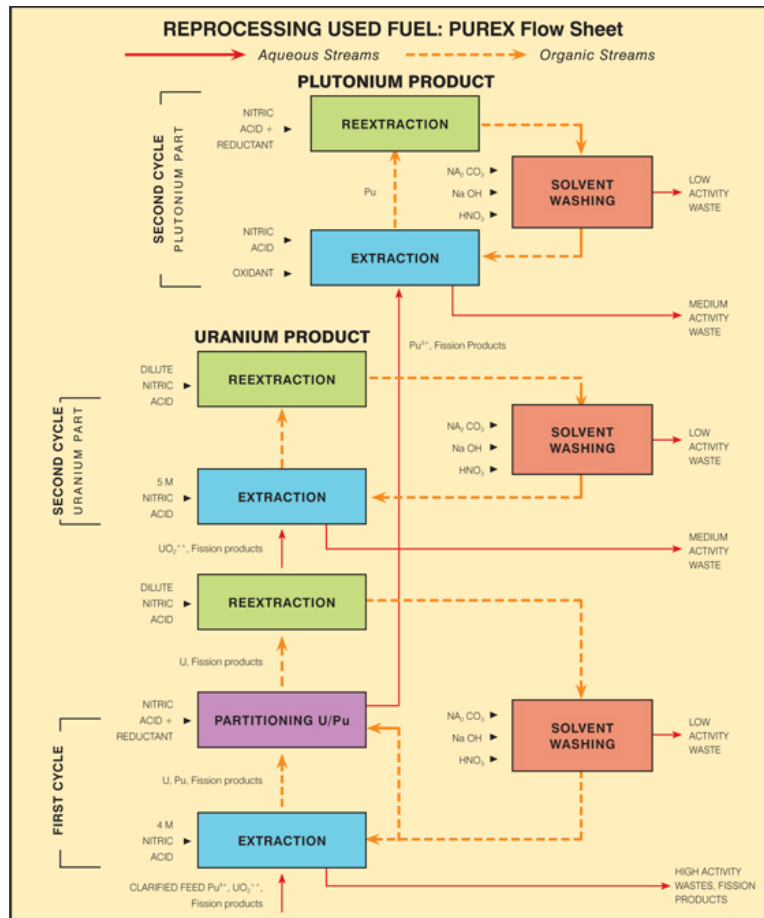 REPROCESSING USED FUEL: PUREX Flow Sheet
Aqueous Streams
Organic Streams
PLUTONIUM PRODUCT
SECOND CYCLE
PLUTONIUM PART
NITRIC
ACID +
REDUCTANT
REEXTRACTION
NA₂ CO₃
Na OH
HNO₃
SOLVENT
WASHING
LOW
ACTIVITY
WASTE
Pu
NITRIC
ACID
OXIDANT
EXTRACTION
MEDIUM
ACTIVITY
WASTE
Pu³⁺, Fission Products
URANIUM PRODUCT
SECOND CYCLE
URANIUM PART
DILUTE
NITRIC
ACID
REEXTRACTION
NA₂ CO₃
Na OH
HNO₃
SOLVENT
WASHING
LOW
ACTIVITY
WASTE
5 M
NITRIC
ACID
EXTRACTION
MEDIUM
ACTIVITY
WASTE
UO₂⁺⁺, Fission products
DILUTE
NITRIC
ACID
REEXTRACTION
U, Fission products
FIRST CYCLE
NITRIC
ACID +
REDUCTANT
PARTITIONING U/Pu
NA₂ CO₃
Na OH
HNO₃
SOLVENT
WASHING
LOW
ACTIVITY
WASTE
U, Pu, Fission products
4 M
NITRIC
ACID
EXTRACTION
CLARIFIED FEED Pu⁴⁺, UO₂⁺⁺,
Fission products
HIGH ACTIVITY
WASTES, FISSION
PRODUCTS